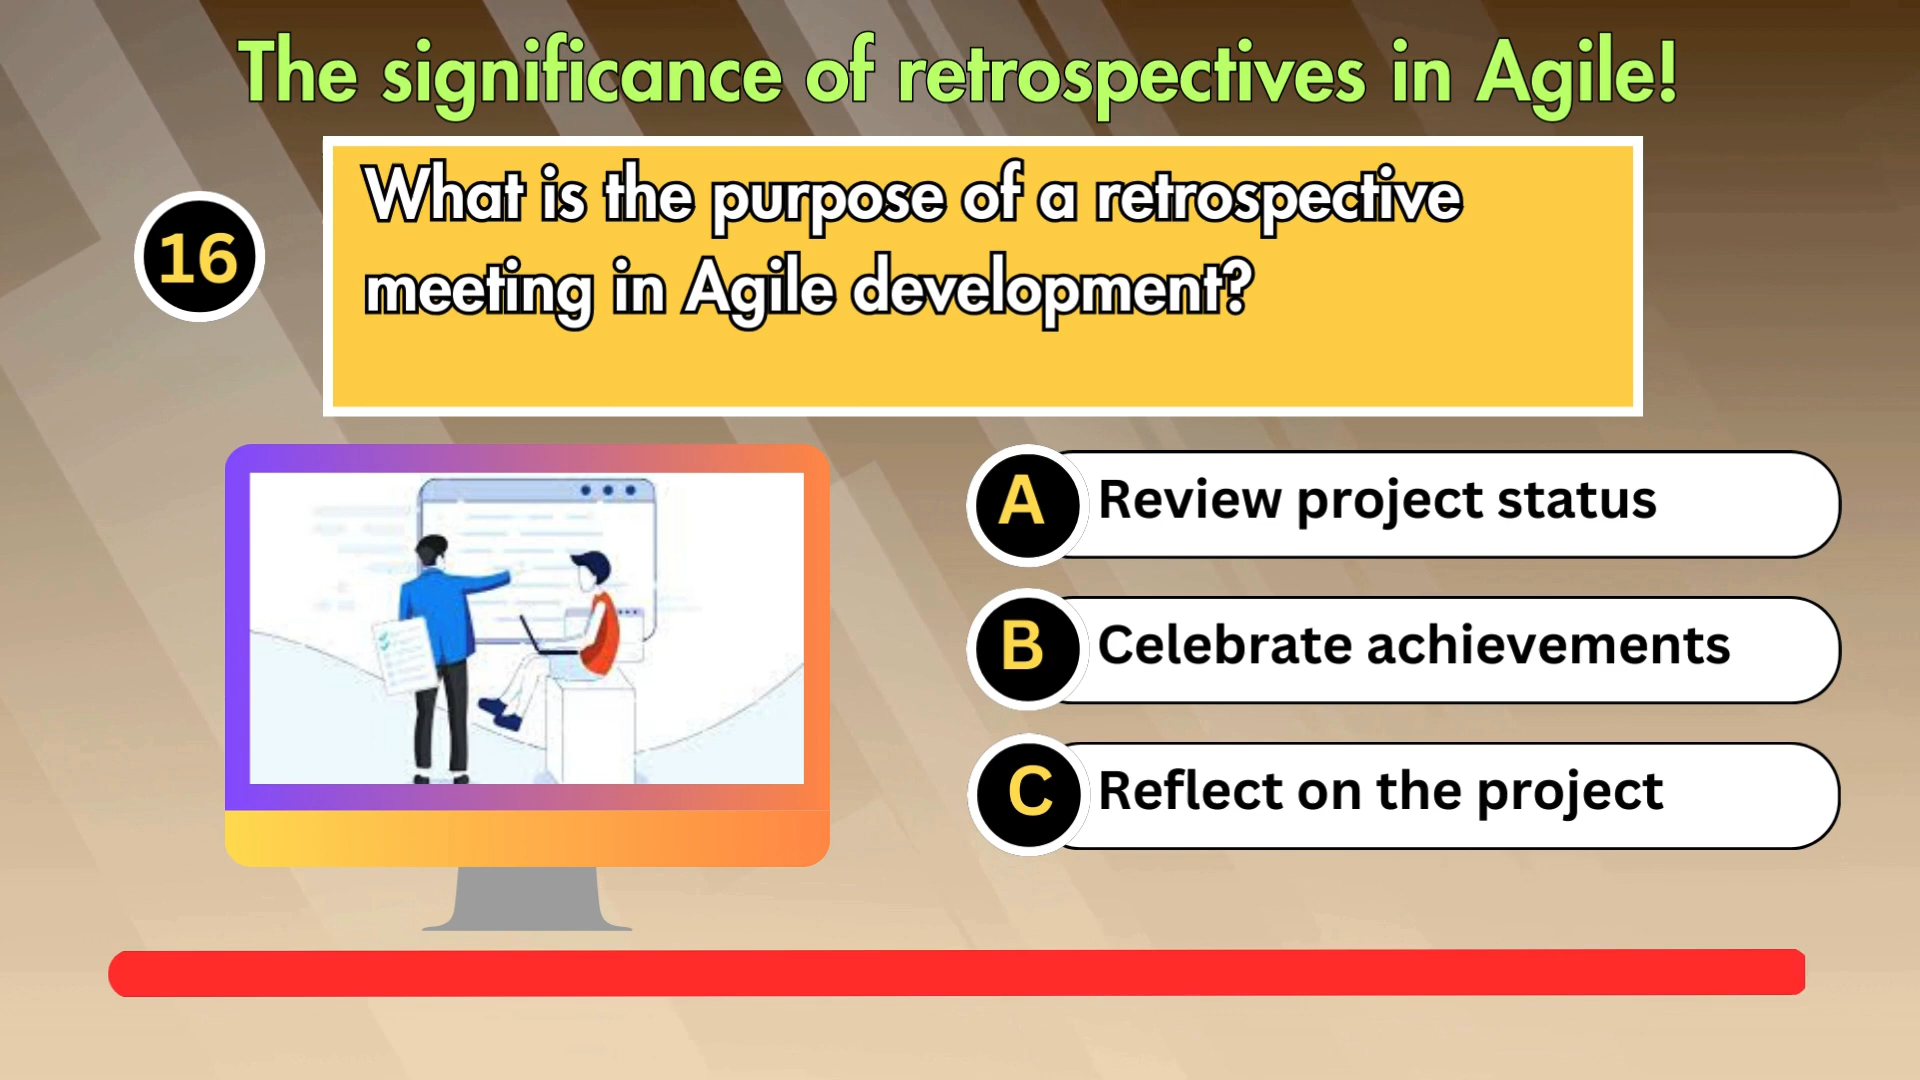 The significance of retrospectives in Agile!
16
What is the purpose of a retrospective
meeting in Agile development?
A
Review project status
B
Celebrate achievements
C
Reflect on the project